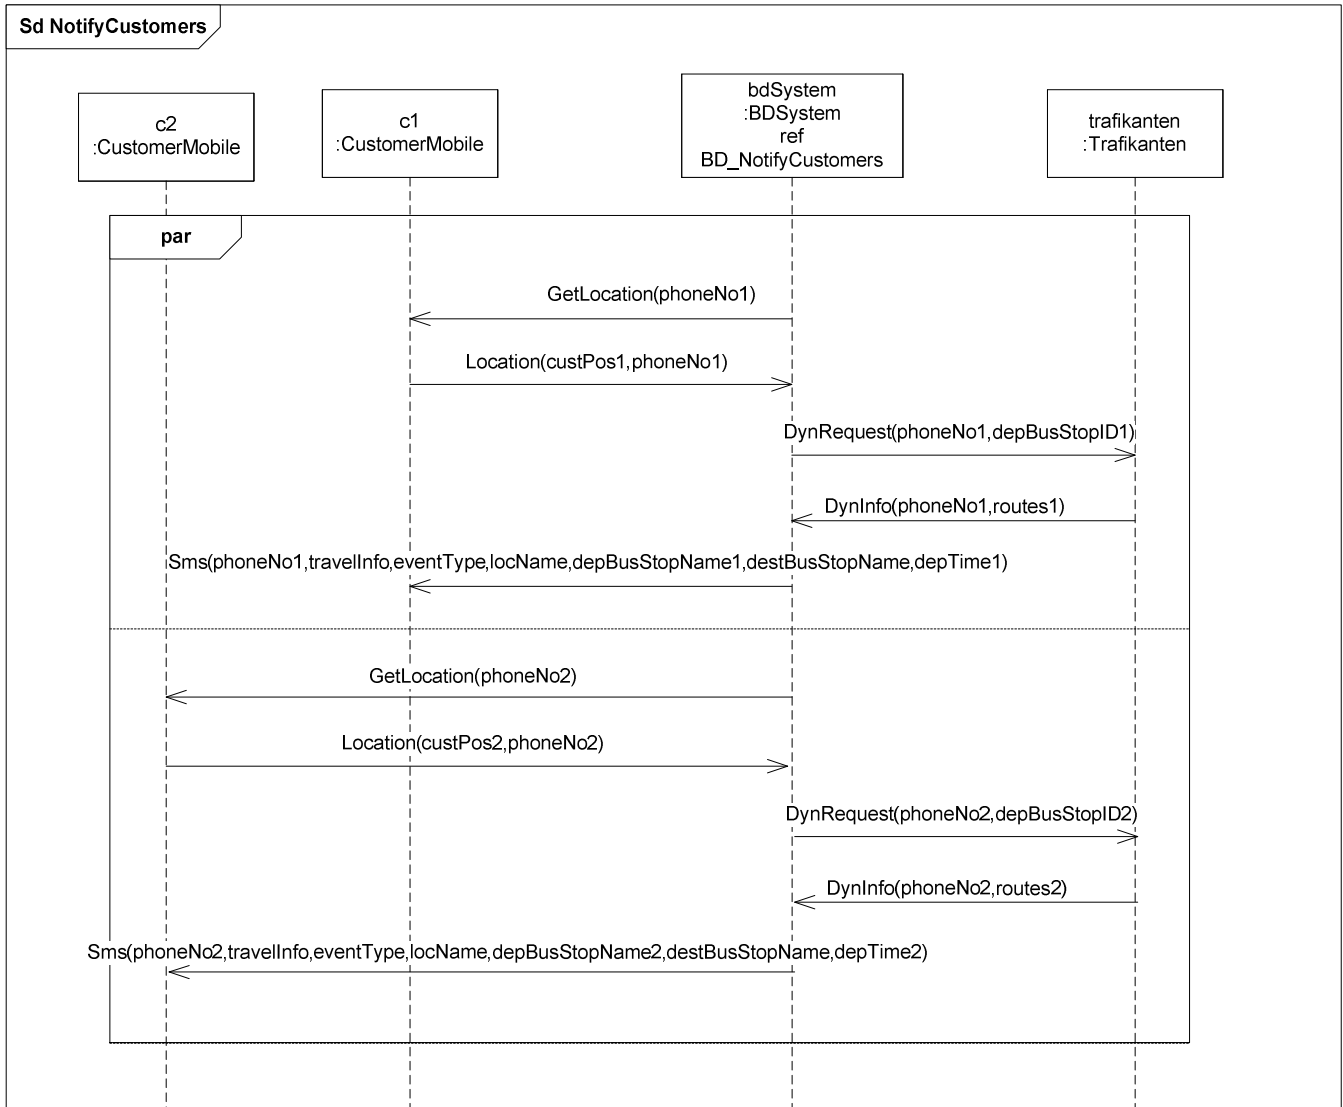 Sd NotifyCustomers
c2
:CustomerMobile
c1
:CustomerMobile
bdSystem
:BDSystem
ref
BD_NotifyCustomers
trafikanten
:Trafikanten
par
GetLocation(phoneNo1)
Location(custPos1,phoneNo1)
DynRequest(phoneNo1,depBusStopID1)
DynInfo(phoneNo1,routes1)
Sms(phoneNo1,travelInfo,eventType,locName,depBusStopName1,destBusStopName,depTime1)
GetLocation(phoneNo2)
Location(custPos2,phoneNo2)
DynRequest(phoneNo2,depBusStopID2)
DynInfo(phoneNo2,routes2)
Sms(phoneNo2,travelInfo,eventType,locName,depBusStopName2,destBusStopName,depTime2)